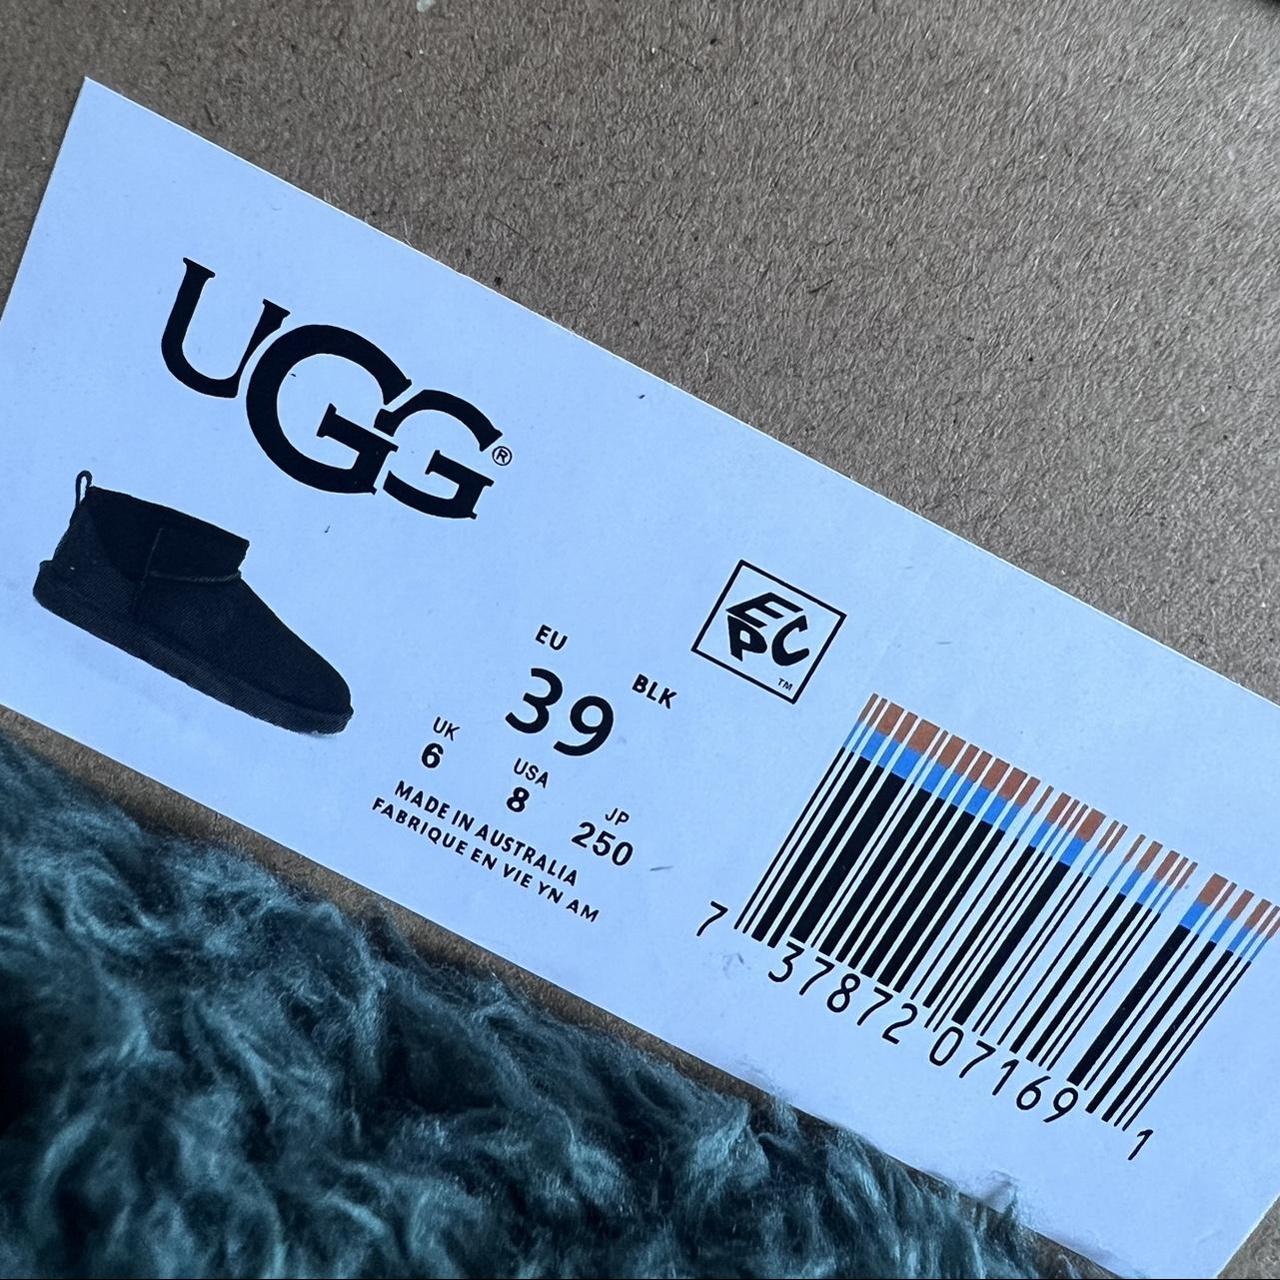 UGG®
EU
39
BLK
UK
6
USA
8
JP
250
MADE IN AUSTRALIA
FABRIQUE EN VIE YN AM
EPC™
7 37872 07169 1